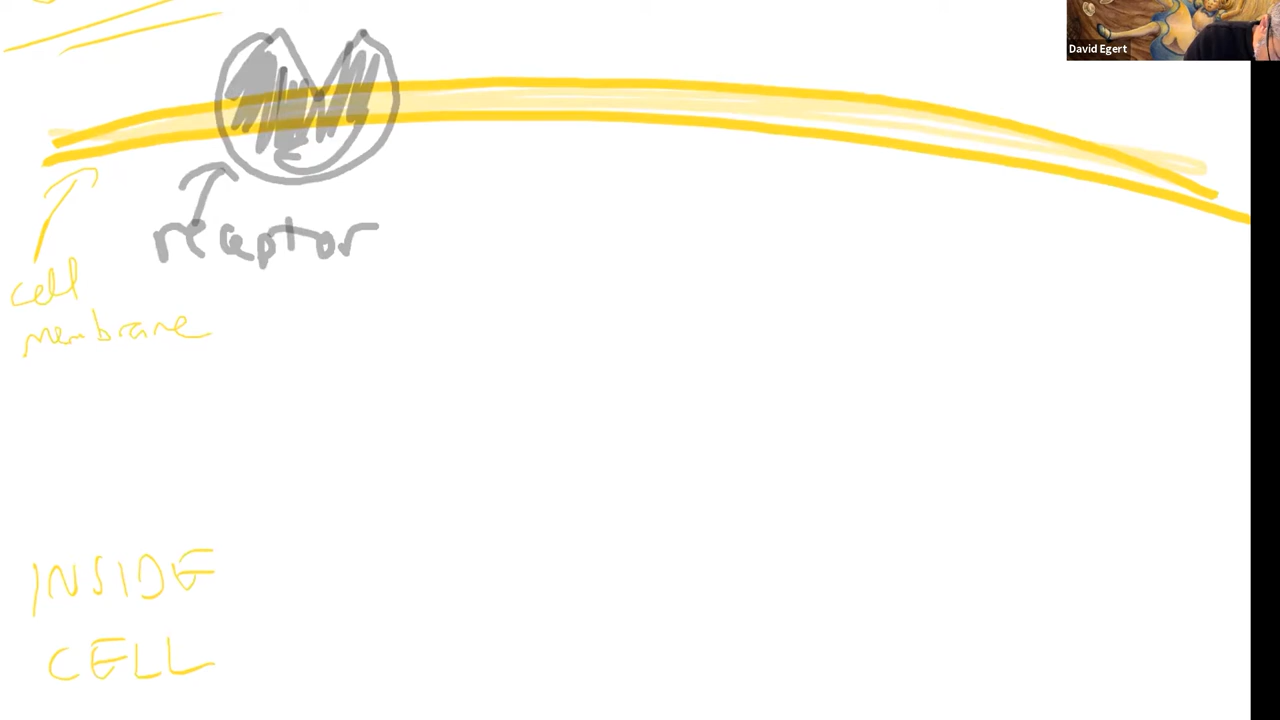 David Egert
receptor
cell
membrane
INSIDE
CELL